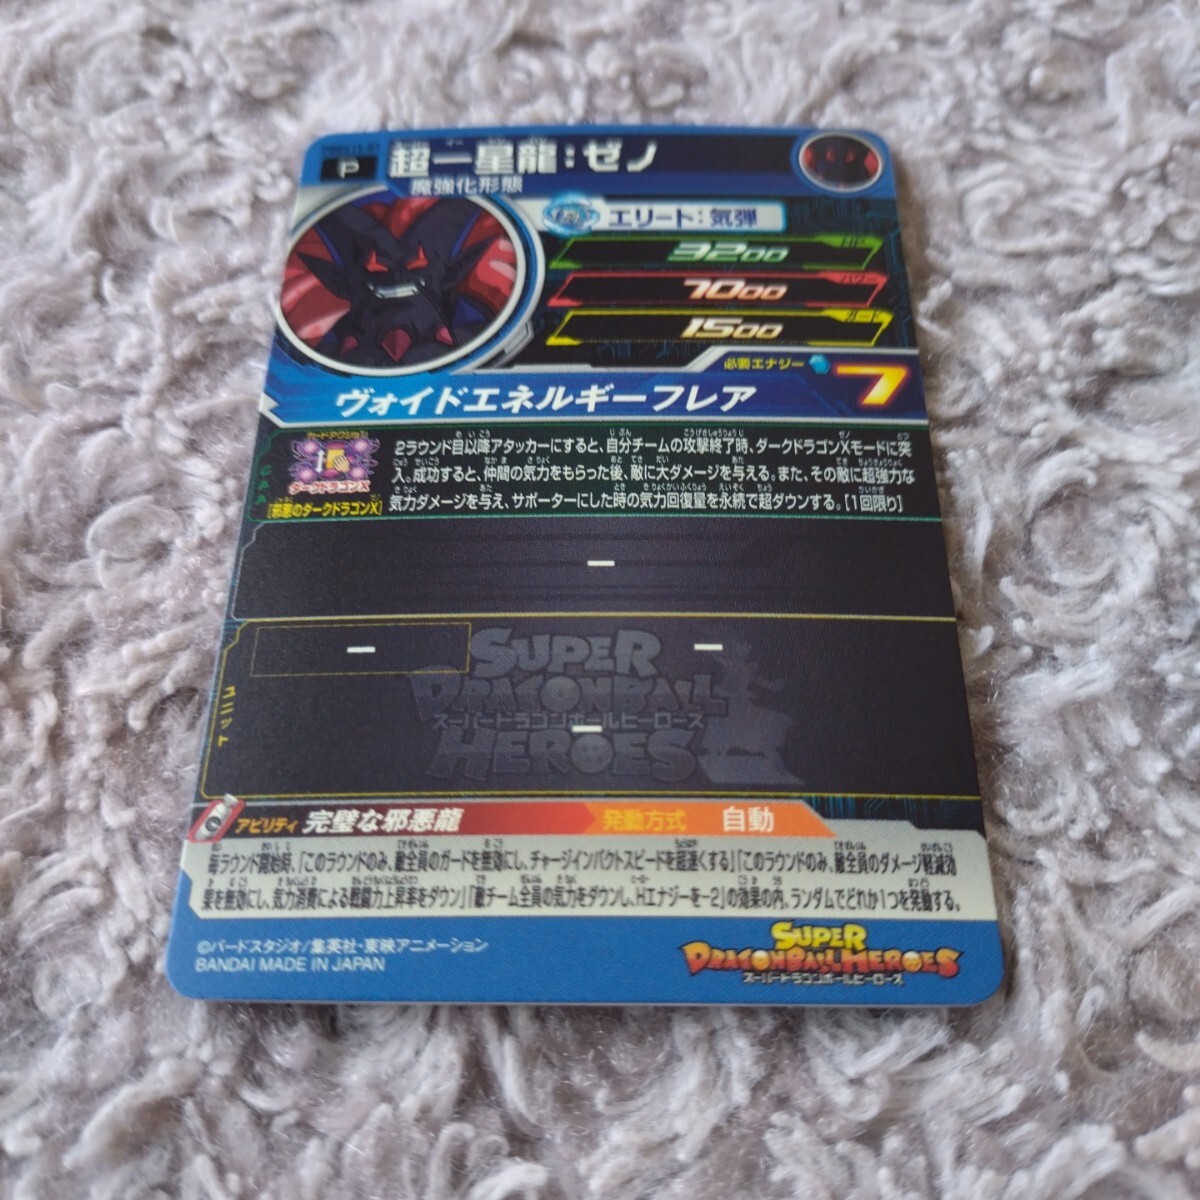 P
超一星龍：ゼノ
魔強化形態
エリート：気弾
3200
パワー
7000
ガード
1500
必要エナジー 7
ヴォイドエネルギーフレア
カードアクション
ダークドラゴンX
[邪悪のダークドラゴンX]
CAA
2ラウンド目以降アタッカーにすると、自分チームの攻撃終了時、ダークドラゴンXモードに突
入。成功すると、仲間の気力をもらった後、敵に大ダメージを与える。また、その敵に超強力な
気力ダメージを与え、サポーターにした時の気力回復量を永続で超ダウンする。[1回限り]
ー
ー
ー
ー
ユニット
SUPER
DRAGONBALL
スーパードラゴンボールヒーローズ
HEROES
アビリティ 完璧な邪悪龍 発動方式 自動
毎ラウンド開始時、「このラウンドのみ、敵全員のガードを無効にし、チャージインパクトスピードを超速くする」「このラウンドのみ、敵全員のダメージ軽減効
果を無効にし、気力消費による戦闘力上昇率をダウン」「敵チーム全員の気力をダウンし、Hエナジーを-2」の効果の内、ランダムでどれか1つを発動する。
©バードスタジオ/集英社・東映アニメーション
BANDAI MADE IN JAPAN
SUPER
DRAGONBALL HEROES
スーパードラゴンボールヒーローズ